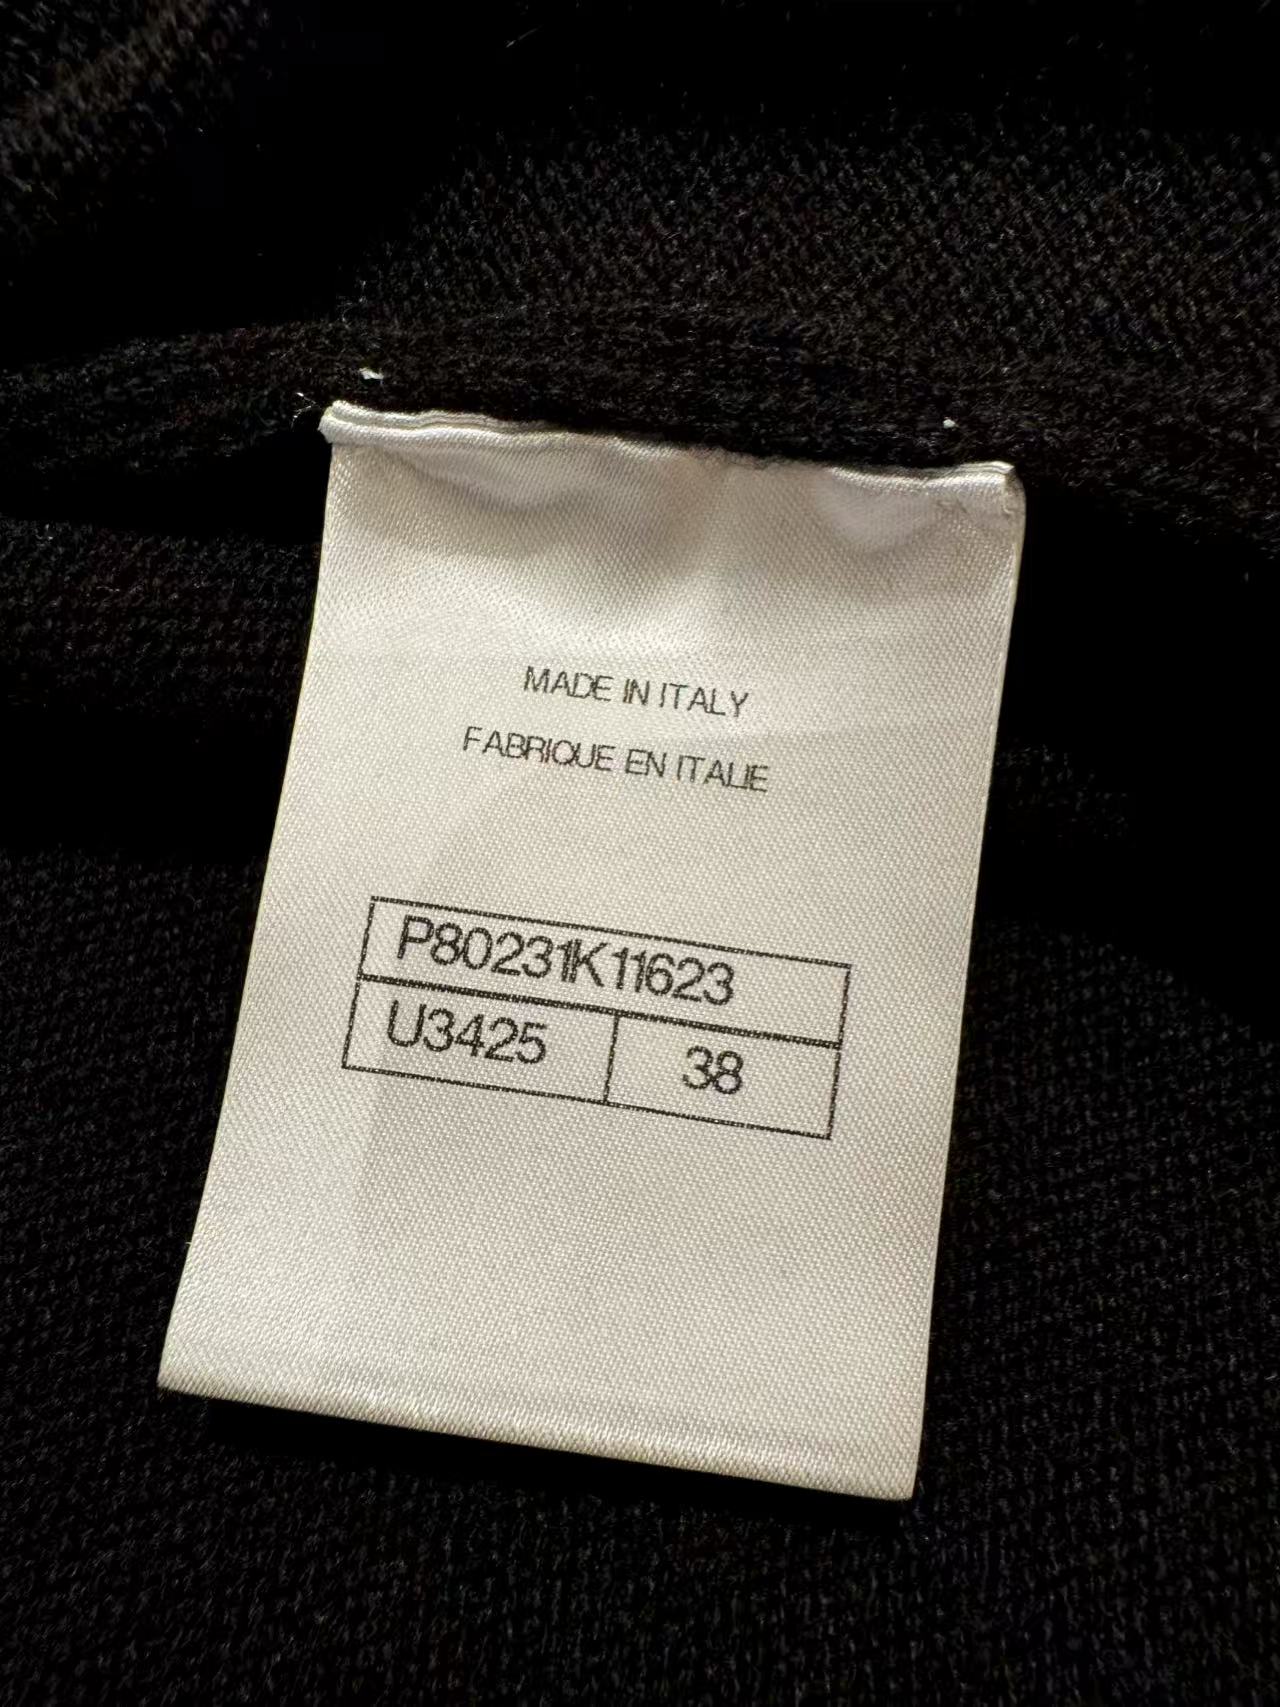 MADE IN ITALY
FABRIQUE EN ITALIE
P80231K11623
U3425 38